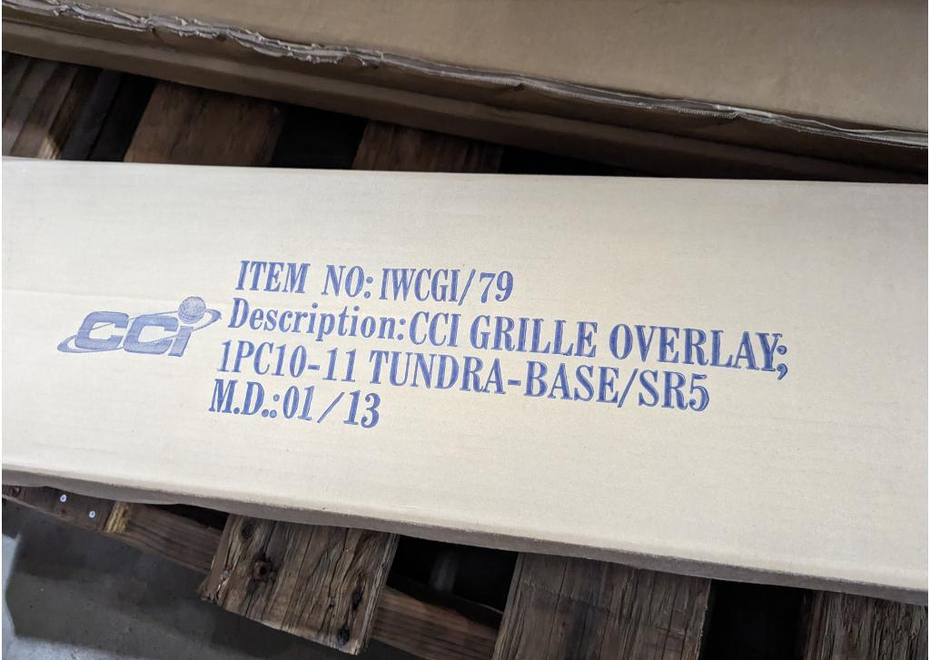 CCI
ITEM NO: IWCGI/79
Description:CCI GRILLE OVERLAY;
1PC10-11 TUNDRA-BASE/SR5
M.D.:01/13